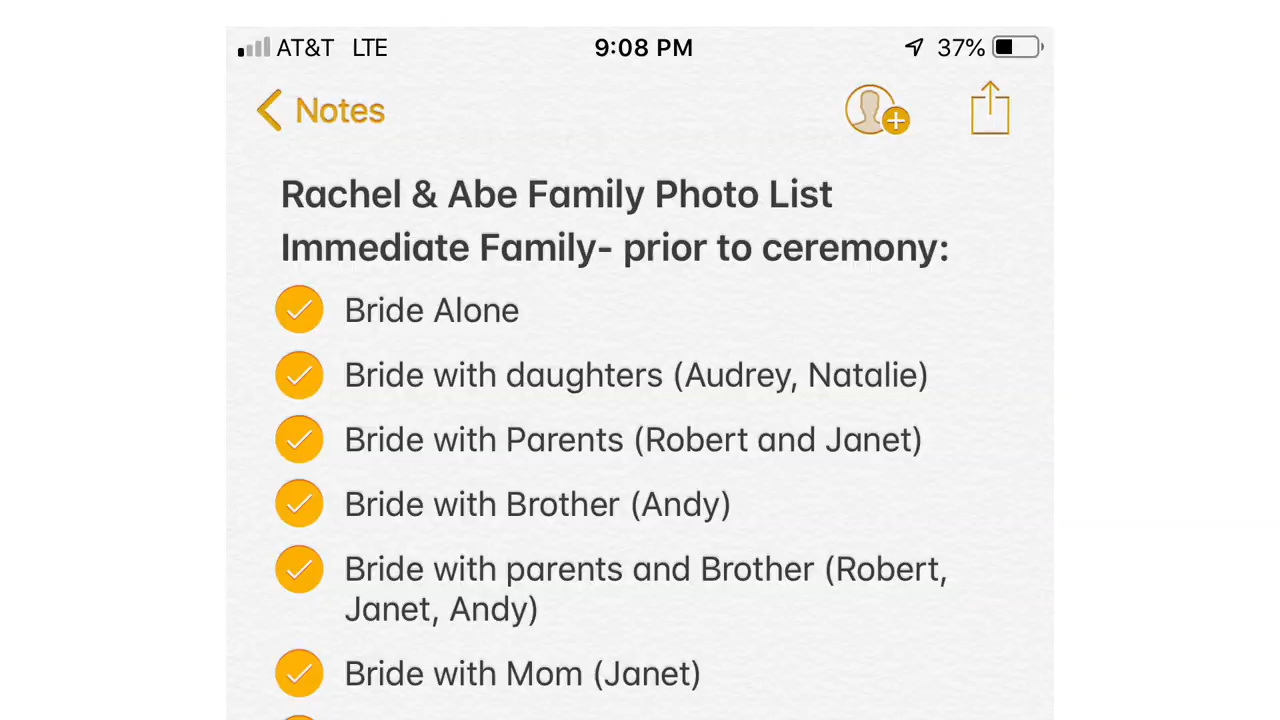 AT&T LTE 9:08 PM 37%
Notes
Rachel & Abe Family Photo List
Immediate Family- prior to ceremony:
Bride Alone
Bride with daughters (Audrey, Natalie)
Bride with Parents (Robert and Janet)
Bride with Brother (Andy)
Bride with parents and Brother (Robert,
Janet, Andy)
Bride with Mom (Janet)